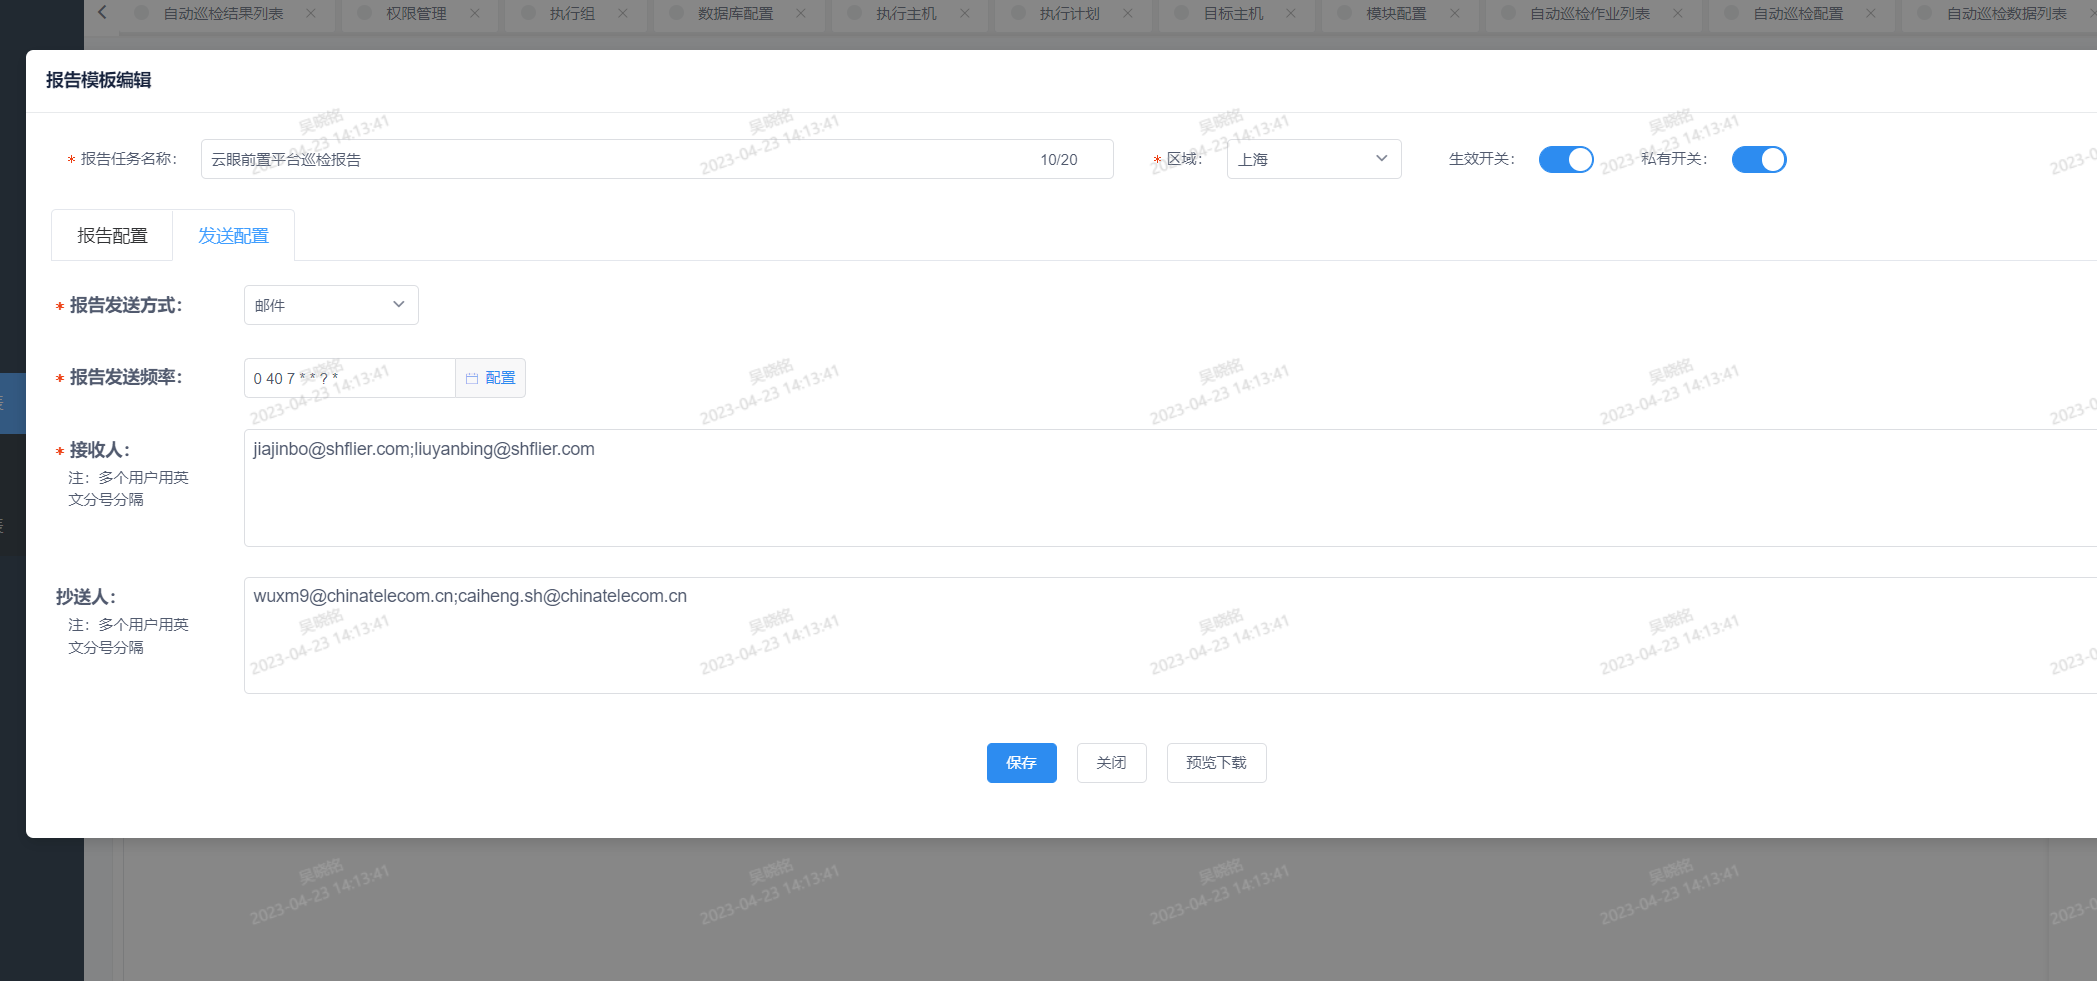 自动巡检结果列表 权限管理 执行组 数据库配置 执行主机 执行计划 目标主机 模块配置 自动巡检作业列表 自动巡检配置 自动巡检数据列表
报告模板编辑
* 报告任务名称： 云眼前置平台巡检报告 10/20 * 区域： 上海 生效开关： 私有开关：
报告配置 发送配置
* 报告发送方式： 邮件
* 报告发送频率： 0 40 7 * * ? * 配置
* 接收人： jiajinbo@shflier.com;liuyanbing@shflier.com
注：多个用户用英
文分号分隔
抄送人： wuxm9@chinatelecom.cn;caiheng.sh@chinatelecom.cn
注：多个用户用英
文分号分隔
保存 关闭 预览下载
吴晓铭
2023-04-23 14:13:41